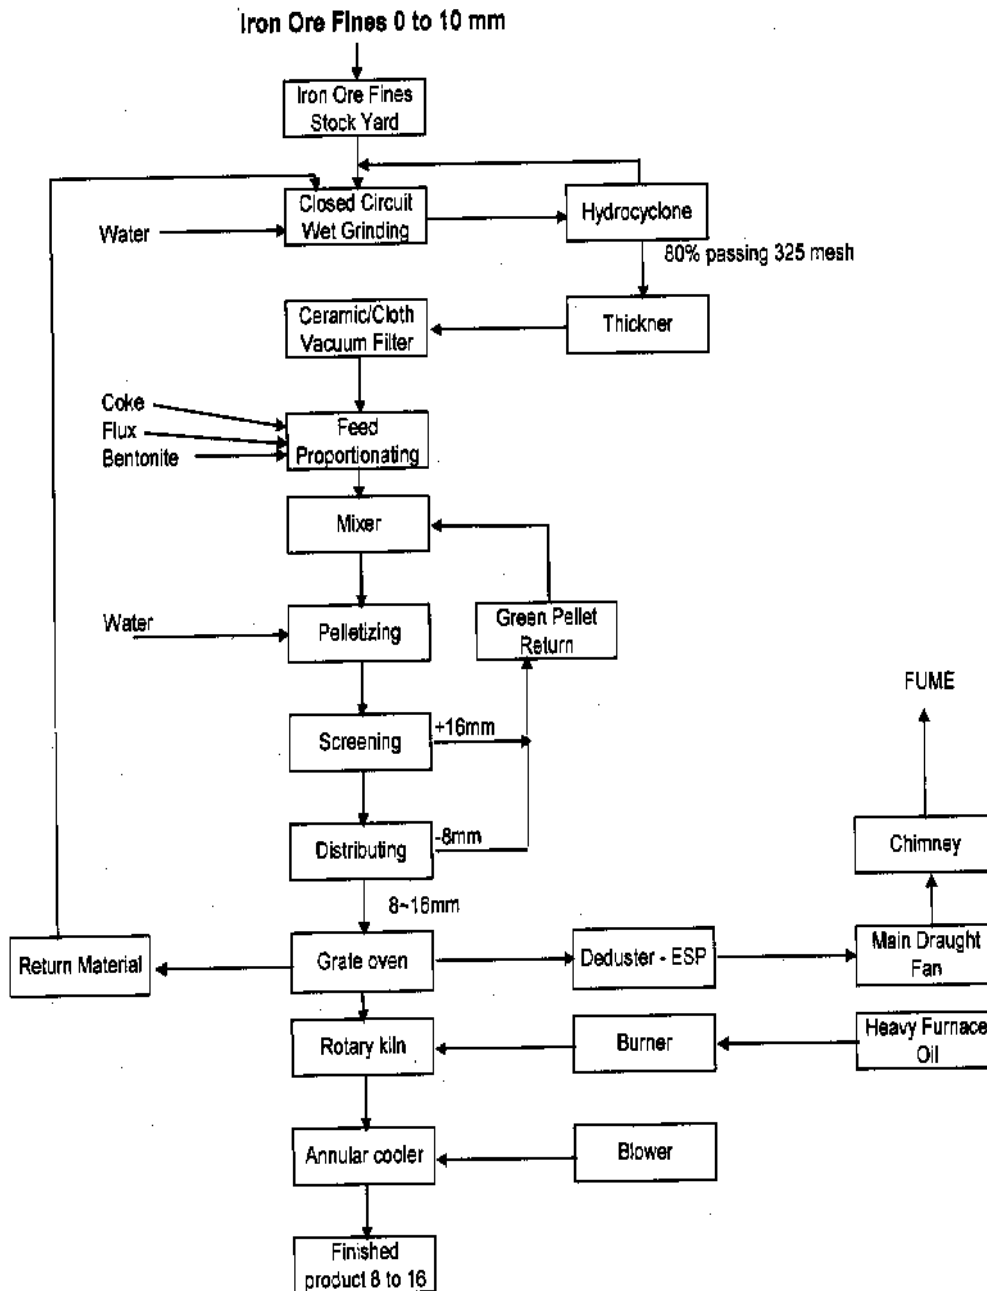 Iron Ore Fines 0 to 10 mm
Iron Ore Fines
Stock Yard
Closed Circuit
Wet Grinding
Hydrocyclone
Water
80% passing 325 mesh
Ceramic/Cloth
Vacuum Filter
Thickner
Coke
Flux
Bentonite
Feed
Proportionating
Mixer
Water
Pelletizing
Green Pellet
Return
FUME
Screening
+16mm
Distributing
-8mm
Chimney
8~16mm
Return Material
Grate oven
Deduster - ESP
Main Draught
Fan
Rotary kiln
Burner
Heavy Furnace
Oil
Annular cooler
Blower
Finished
product 8 to 16